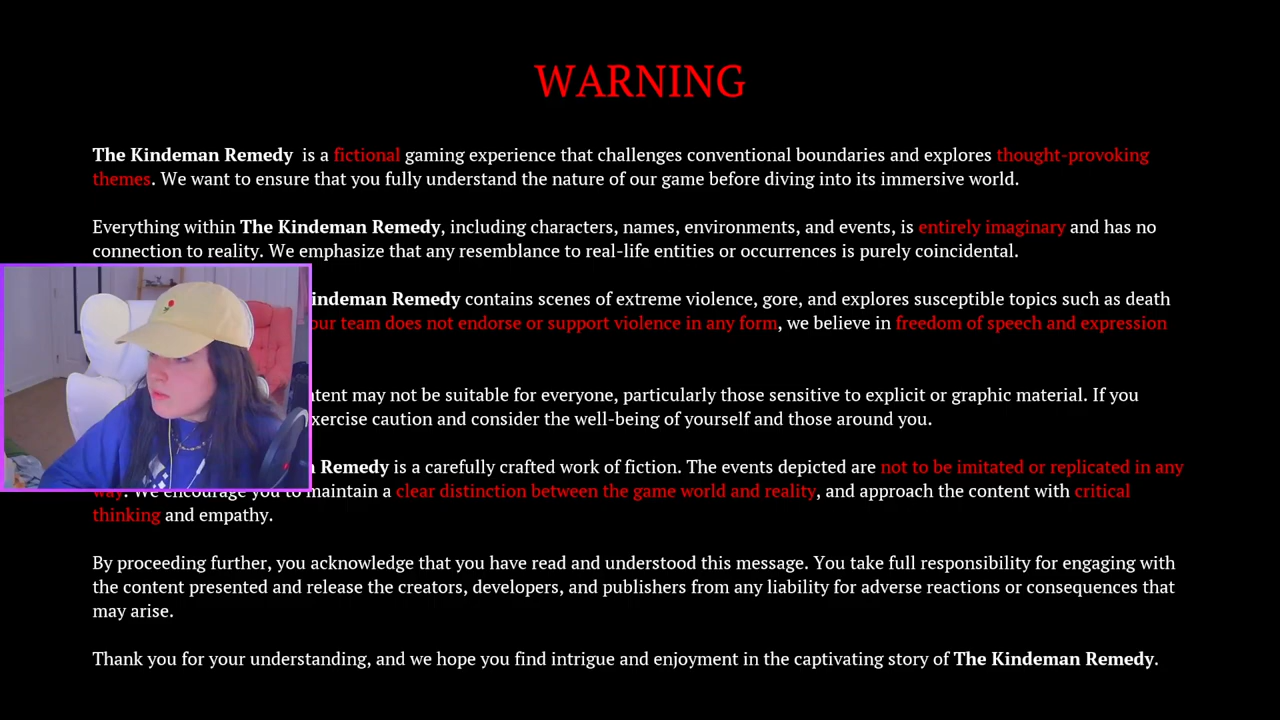 WARNING
The Kindeman Remedy is a fictional gaming experience that challenges conventional boundaries and explores thought-provoking
themes. We want to ensure that you fully understand the nature of our game before diving into its immersive world.
Everything within The Kindeman Remedy, including characters, names, environments, and events, is entirely imaginary and has no
connection to reality. We emphasize that any resemblance to real-life entities or occurrences is purely coincidental.
Kindeman Remedy contains scenes of extreme violence, gore, and explores susceptible topics such as death
our team does not endorse or support violence in any form, we believe in freedom of speech and expression
may not be suitable for everyone, particularly those sensitive to explicit or graphic material. If you
exercise caution and consider the well-being of yourself and those around you.
Remedy is a carefully crafted work of fiction. The events depicted are not to be imitated or replicated in any
way. We encourage you to maintain a clear distinction between the game world and reality, and approach the content with critical
thinking and empathy.
By proceeding further, you acknowledge that you have read and understood this message. You take full responsibility for engaging with
the content presented and release the creators, developers, and publishers from any liability for adverse reactions or consequences that
may arise.
Thank you for your understanding, and we hope you find intrigue and enjoyment in the captivating story of The Kindeman Remedy.